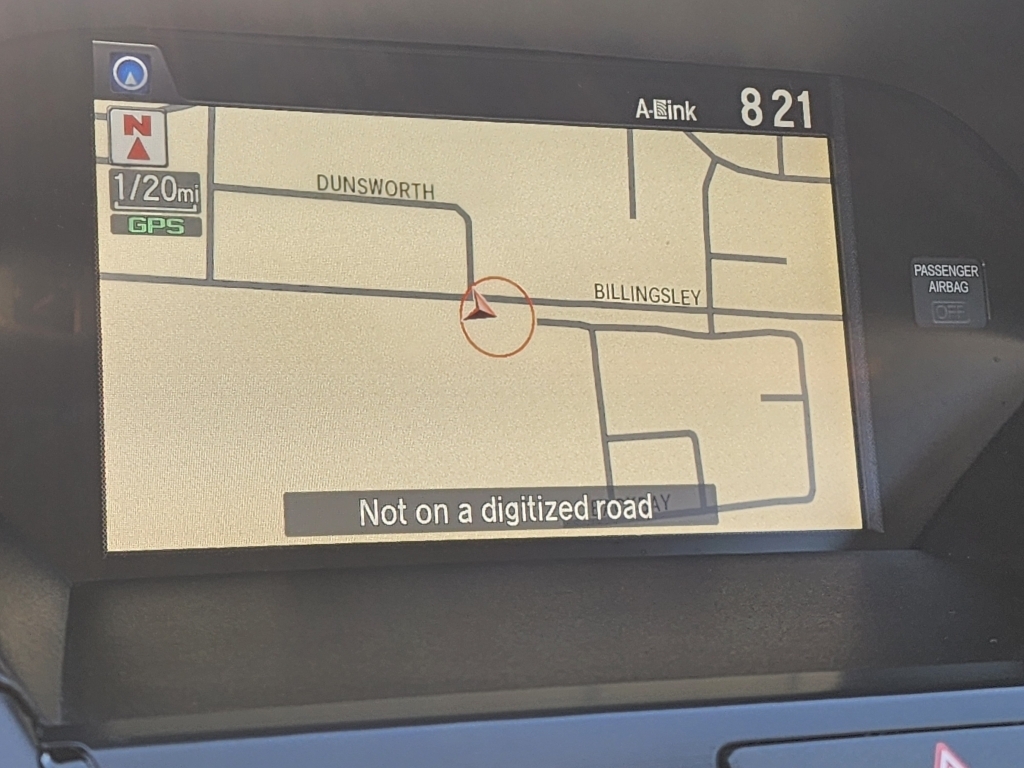 A-Link
8 21
N
1/20mi
GPS
DUNSWORTH
BILLINGSLEY
PASSENGER
AIRBAG
OFF
Not on a digitized road